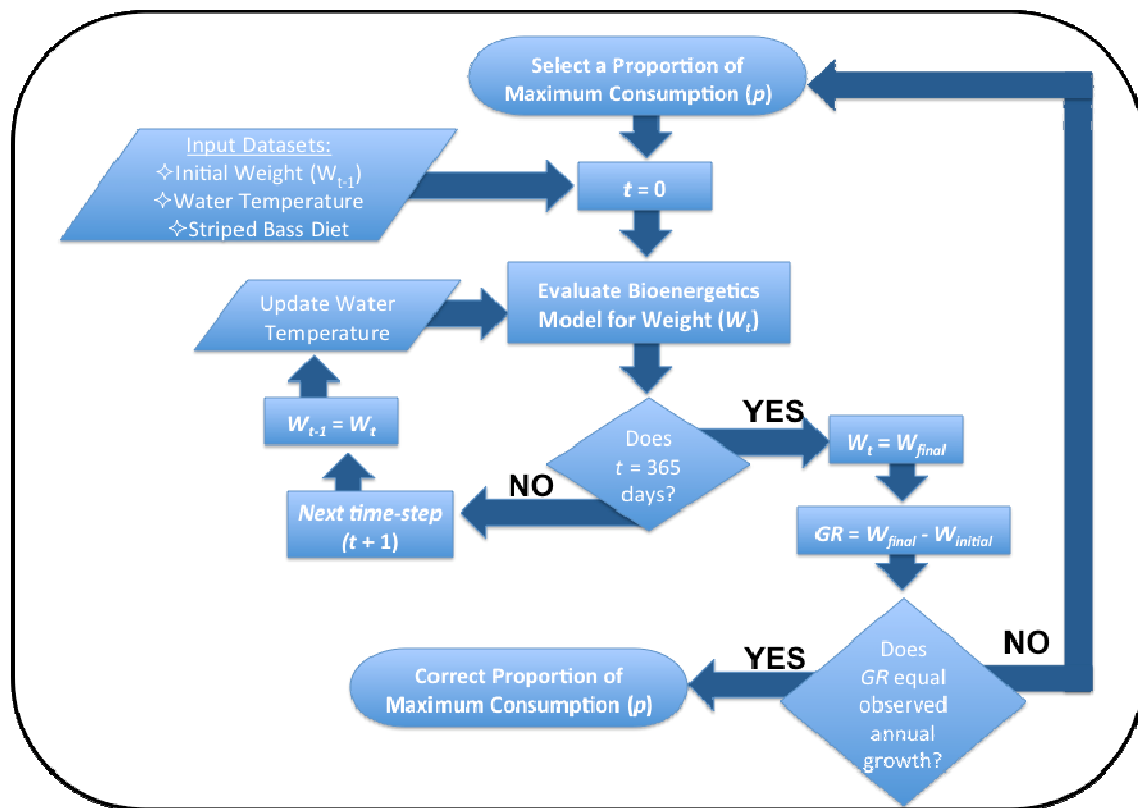 Select a Proportion of
Maximum Consumption (p)
Input Datasets:
✧Initial Weight (Wt-1)
✧Water Temperature
✧Striped Bass Diet
t = 0
Update Water
Temperature
Evaluate Bioenergetics
Model for Weight (Wt)
Wt-1 = Wt
Does
t = 365
days?
YES
Wt = Wfinal
NO
Next time-step
(t + 1)
GR = Wfinal - Winitial
Does
GR equal
observed
annual
growth?
NO
YES
Correct Proportion of
Maximum Consumption (p)